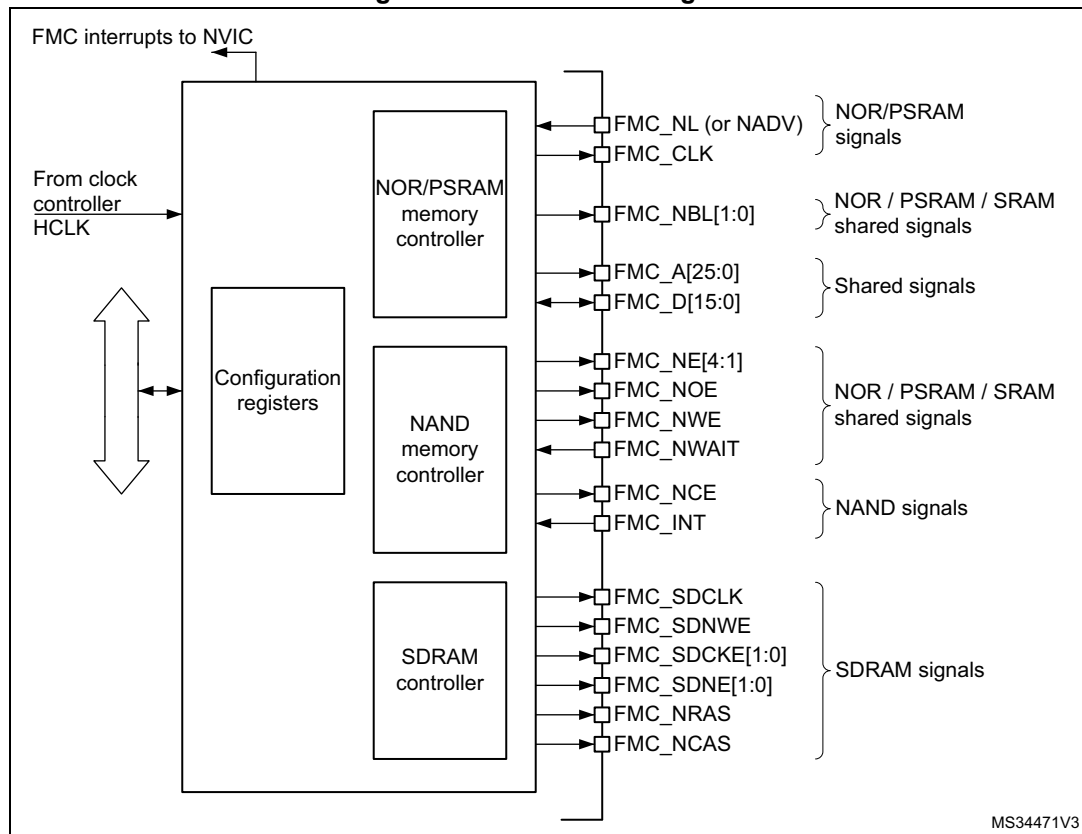 FMC interrupts to NVIC
From clock
controller
HCLK
Configuration
registers
NOR/PSRAM
memory
controller
NAND
memory
controller
SDRAM
controller
FMC_NL (or NADV)
FMC_CLK
NOR/PSRAM
signals
FMC_NBL[1:0]
NOR / PSRAM / SRAM
shared signals
FMC_A[25:0]
FMC_D[15:0]
Shared signals
FMC_NE[4:1]
FMC_NOE
FMC_NWE
FMC_NWAIT
NOR / PSRAM / SRAM
shared signals
FMC_NCE
FMC_INT
NAND signals
FMC_SDCLK
FMC_SDNWE
FMC_SDCKE[1:0]
FMC_SDNE[1:0]
FMC_NRAS
FMC_NCAS
SDRAM signals
MS34471V3